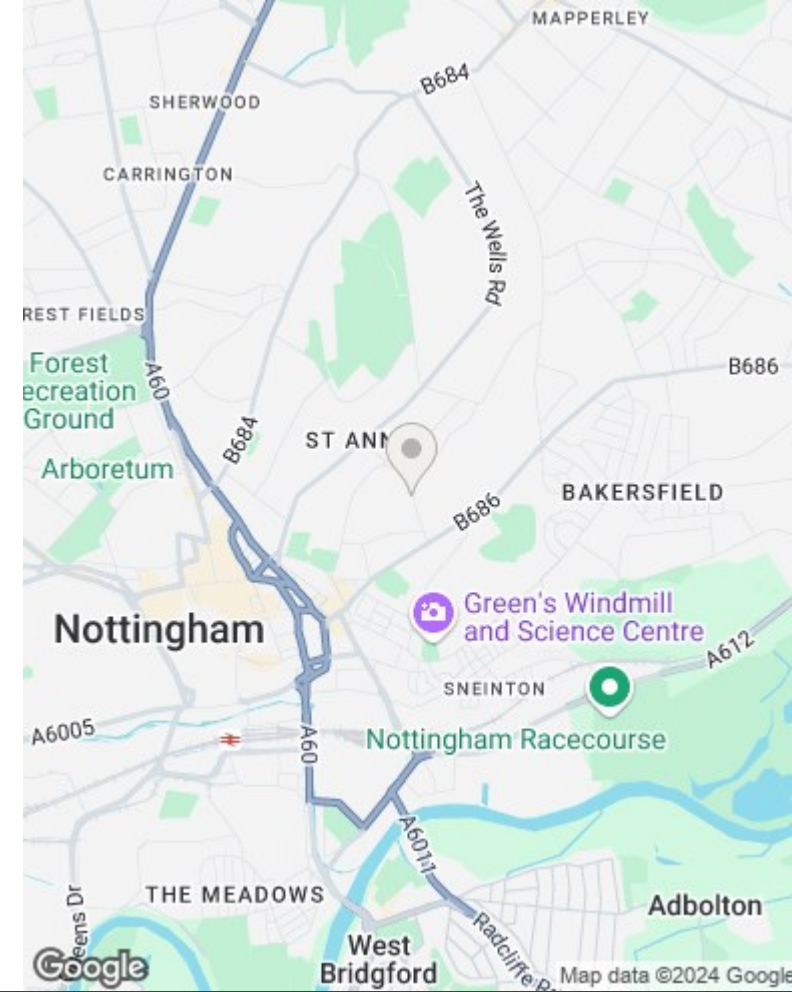 MAPPERLEY
B684
SHERWOOD
CARRINGTON
The Wells Rd
REST FIELDS
Forest
ecreation
Ground
A60
B686
B684
ST ANN
Arboretum
BAKERSFIELD
B686
Nottingham
Green's Windmill
and Science Centre
A612
SNEINTON
A6005
A60
Nottingham Racecourse
A6011
THE MEADOWS
eens Dr
Adbolton
Radcliffe R
West
Bridgford
Google
Map data ©2024 Google